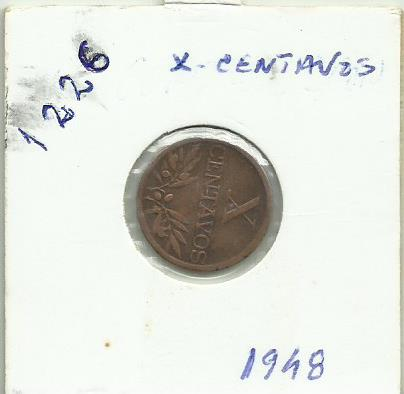 1226
X-CENTAVOS
X
CENTAVOS
1948